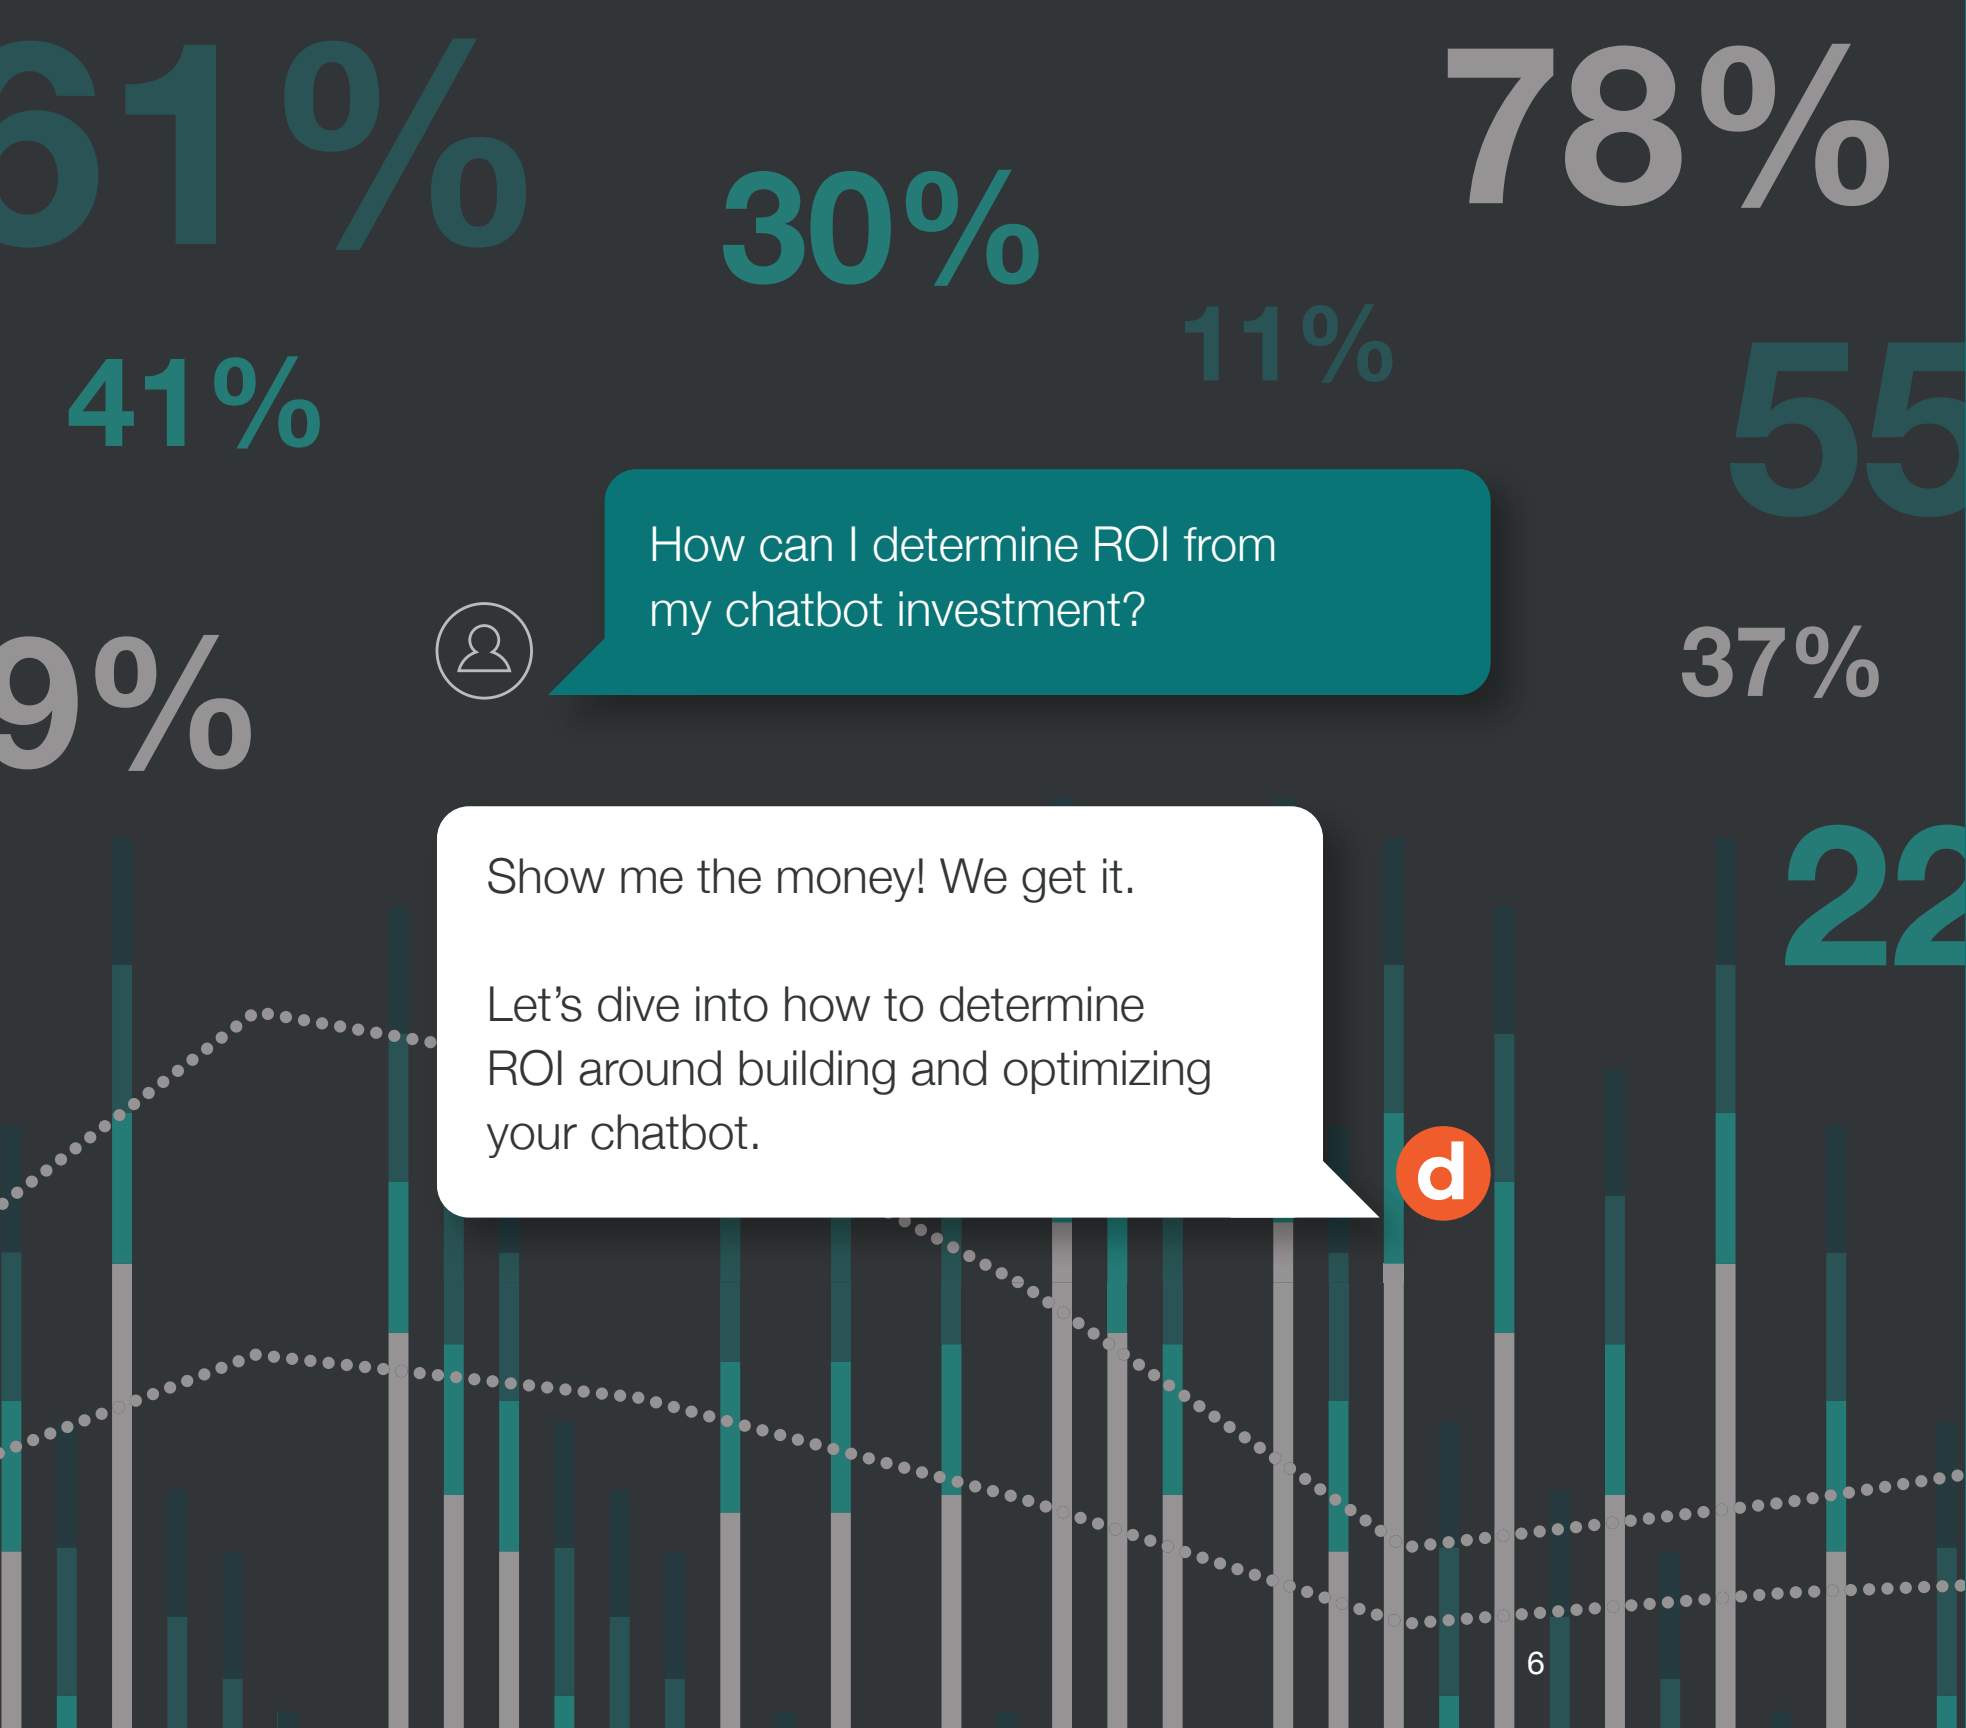 61%
78%
30%
11%
41%
55
How can I determine ROI from
my chatbot investment?
37%
9%
Show me the money! We get it.
22
Let’s dive into how to determine
ROI around building and optimizing
your chatbot.
d
6